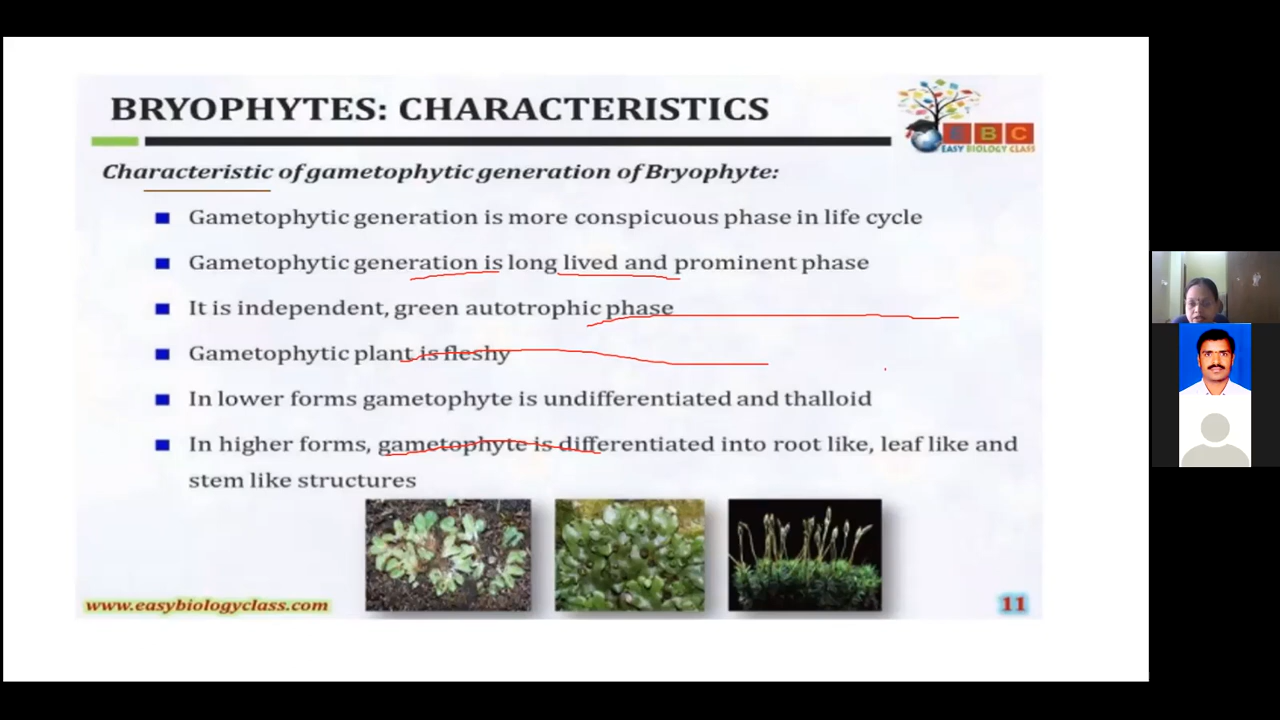 BRYOPHYTES: CHARACTERISTICS
E B C
EASY BIOLOGY CLASS
Characteristic of gametophytic generation of Bryophyte:
Gametophytic generation is more conspicuous phase in life cycle
Gametophytic generation is long lived and prominent phase
It is independent, green autotrophic phase
Gametophytic plant is fleshy
In lower forms gametophyte is undifferentiated and thalloid
In higher forms, gametophyte is differentiated into root like, leaf like and
stem like structures
www.easybiologyclass.com
11